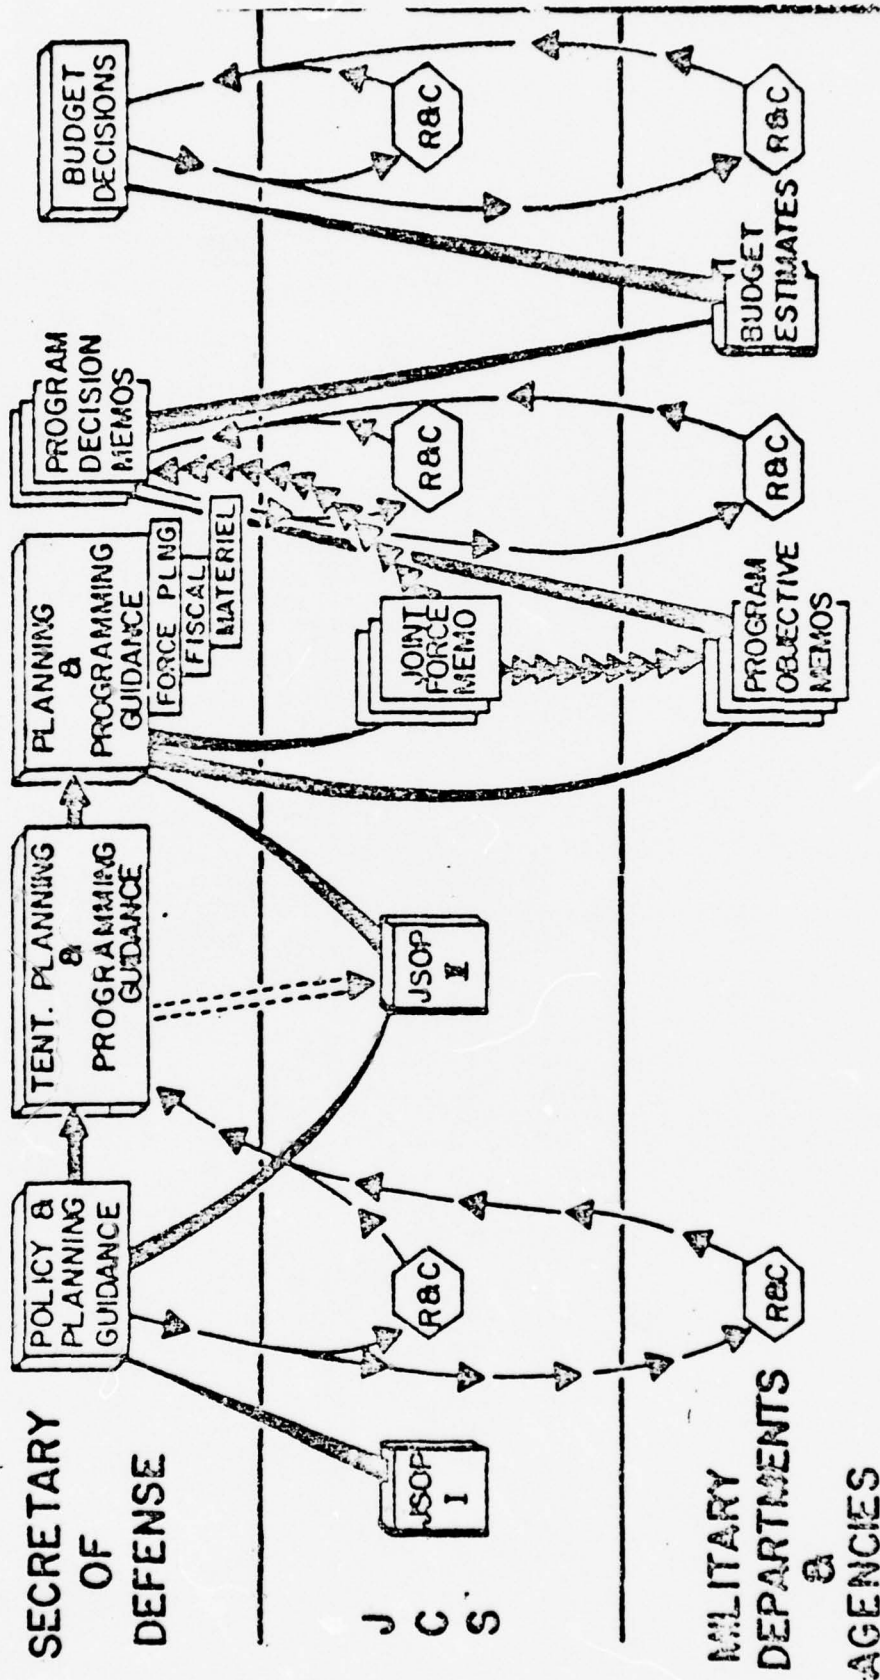 SECRETARY
OF
DEFENSE
POLICY &
PLANNING
GUIDANCE
TENT. PLANNING
&
PROGRAMMING
GUIDANCE
PLANNING
&
PROGRAMMING
GUIDANCE
FORCE PLNG
FISCAL
MATERIEL
PROGRAM
DECISION
MEMOS
BUDGET
DECISIONS
J
C
S
JSOP
I
R&C
JSOP
II
JOINT
FORCE
MEMO
R&C
R&C
MILITARY
DEPARTMENTS
&
AGENCIES
R&C
PROGRAM
OBJECTIVE
MEMOS
R&C
BUDGET
ESTIMATES
R&C